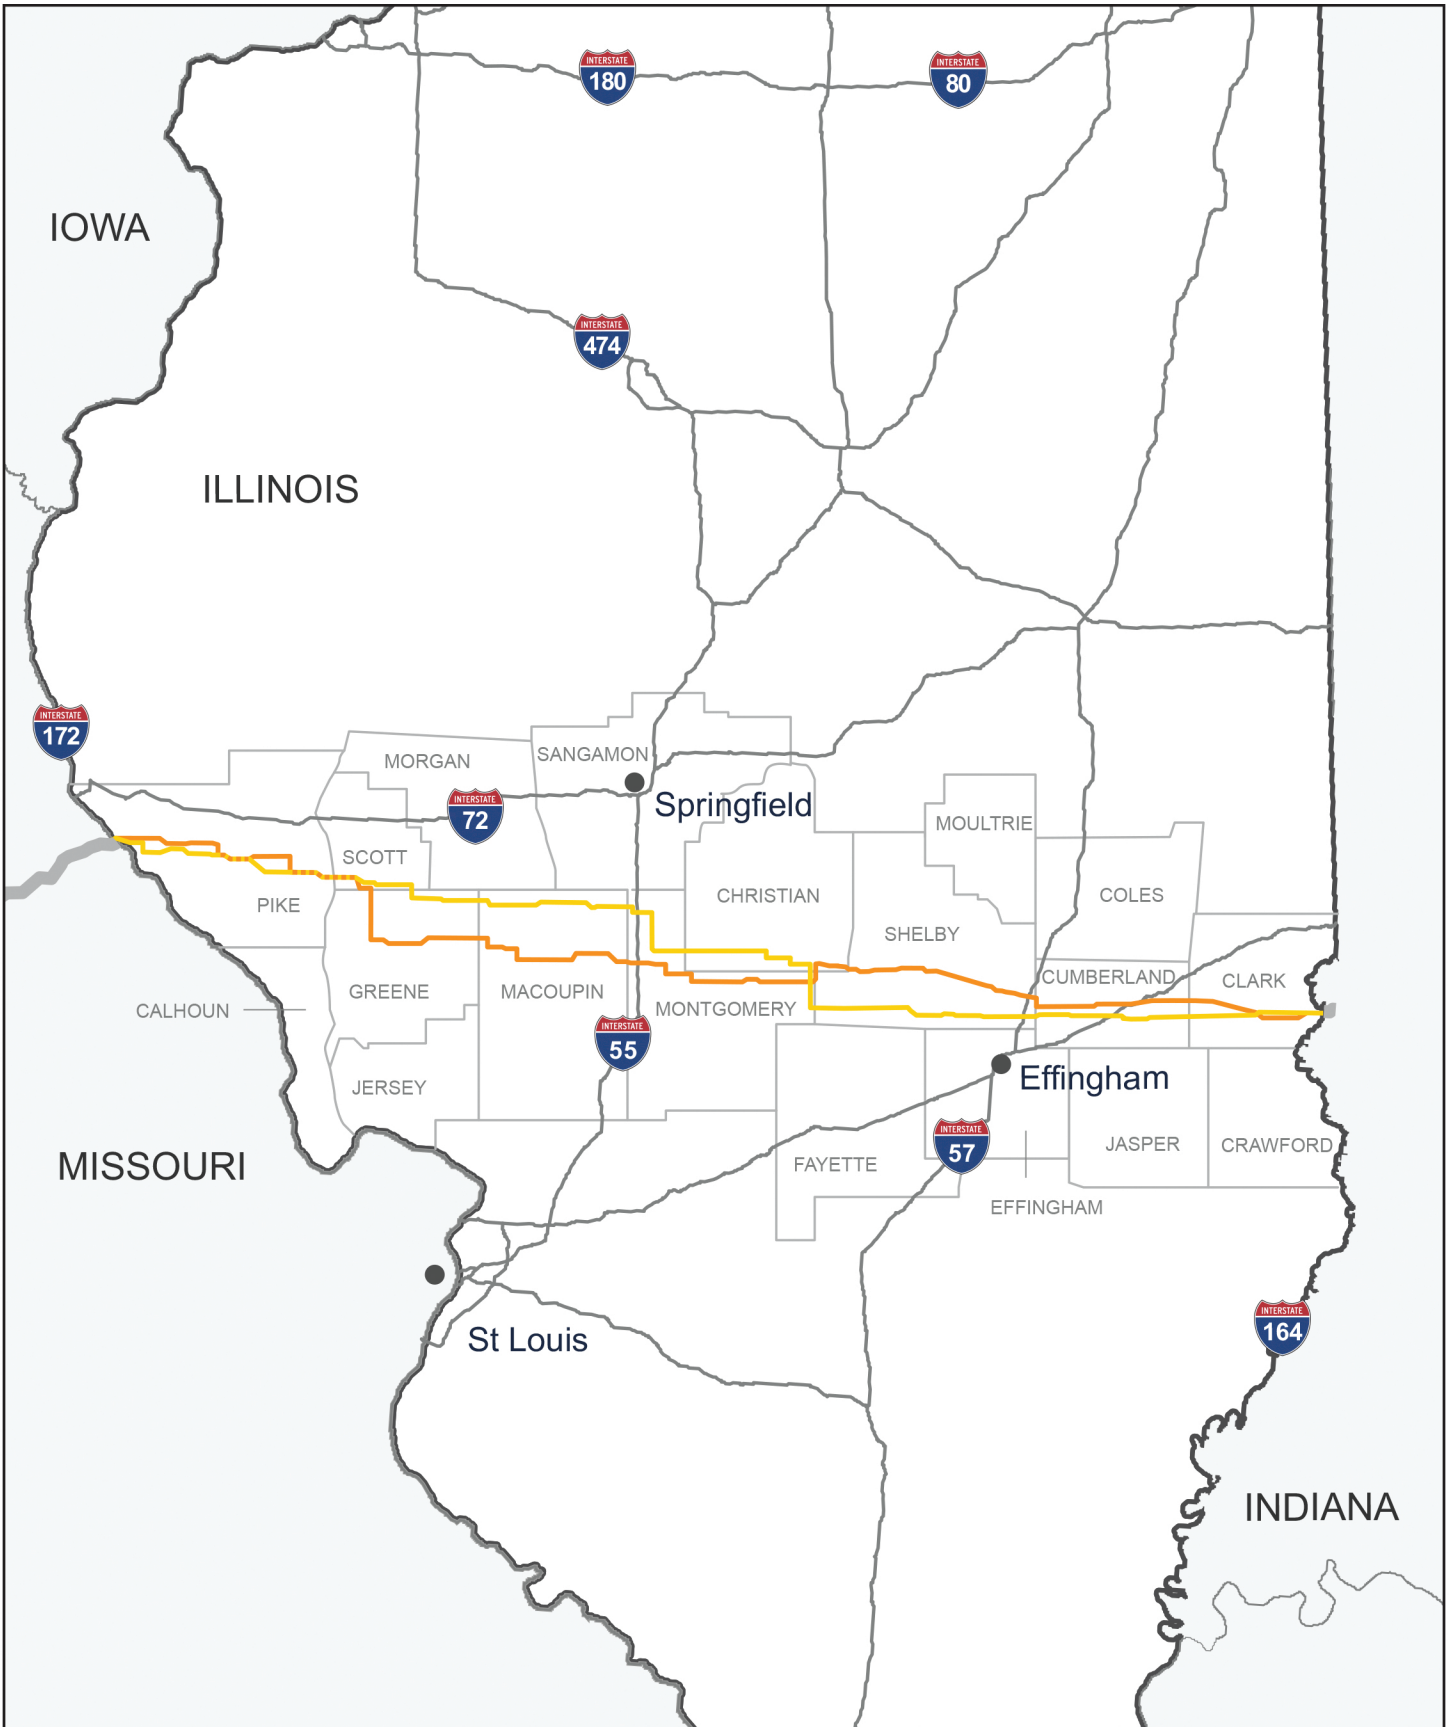 INTERSTATE
180
INTERSTATE
80
IOWA
INTERSTATE
474
ILLINOIS
INTERSTATE
172
MORGAN
SANGAMON
Springfield
INTERSTATE
72
MOULTRIE
SCOTT
CHRISTIAN
COLES
PIKE
SHELBY
CUMBERLAND
CLARK
GREENE
MACOUPIN
MONTGOMERY
CALHOUN
INTERSTATE
55
Effingham
JERSEY
INTERSTATE
57
JASPER
CRAWFORD
MISSOURI
FAYETTE
EFFINGHAM
INTERSTATE
164
St Louis
INDIANA